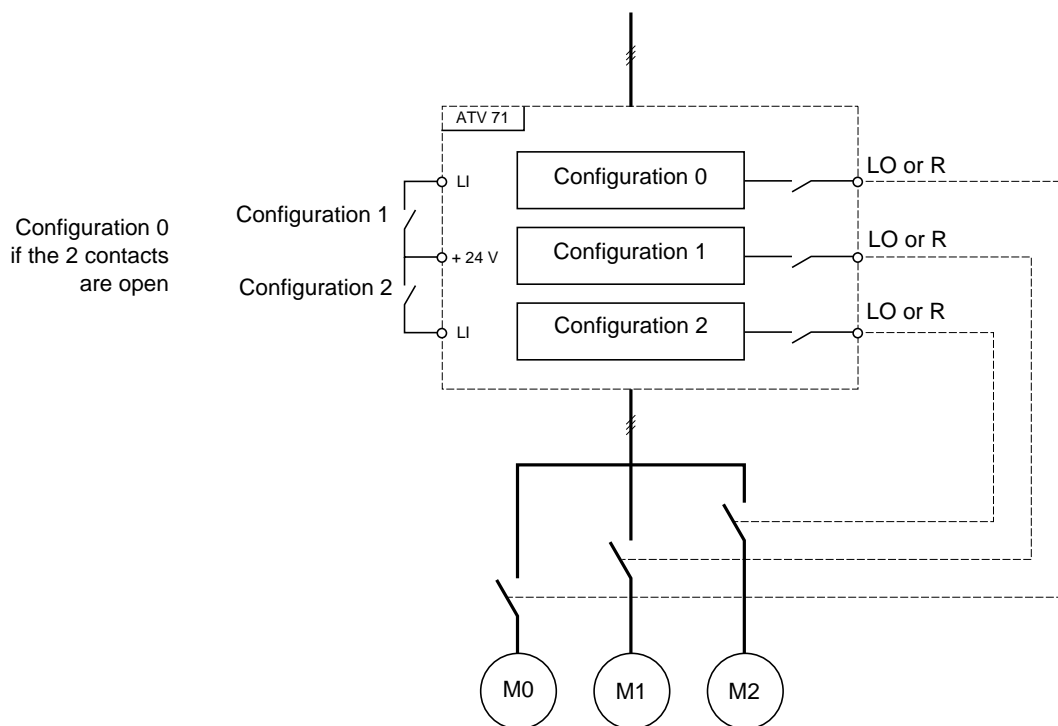 ATV 71
LI
Configuration 0
LO or R
Configuration 1
Configuration 0
if the 2 contacts
are open
+ 24 V
Configuration 1
LO or R
Configuration 2
LI
Configuration 2
LO or R
M0
M1
M2